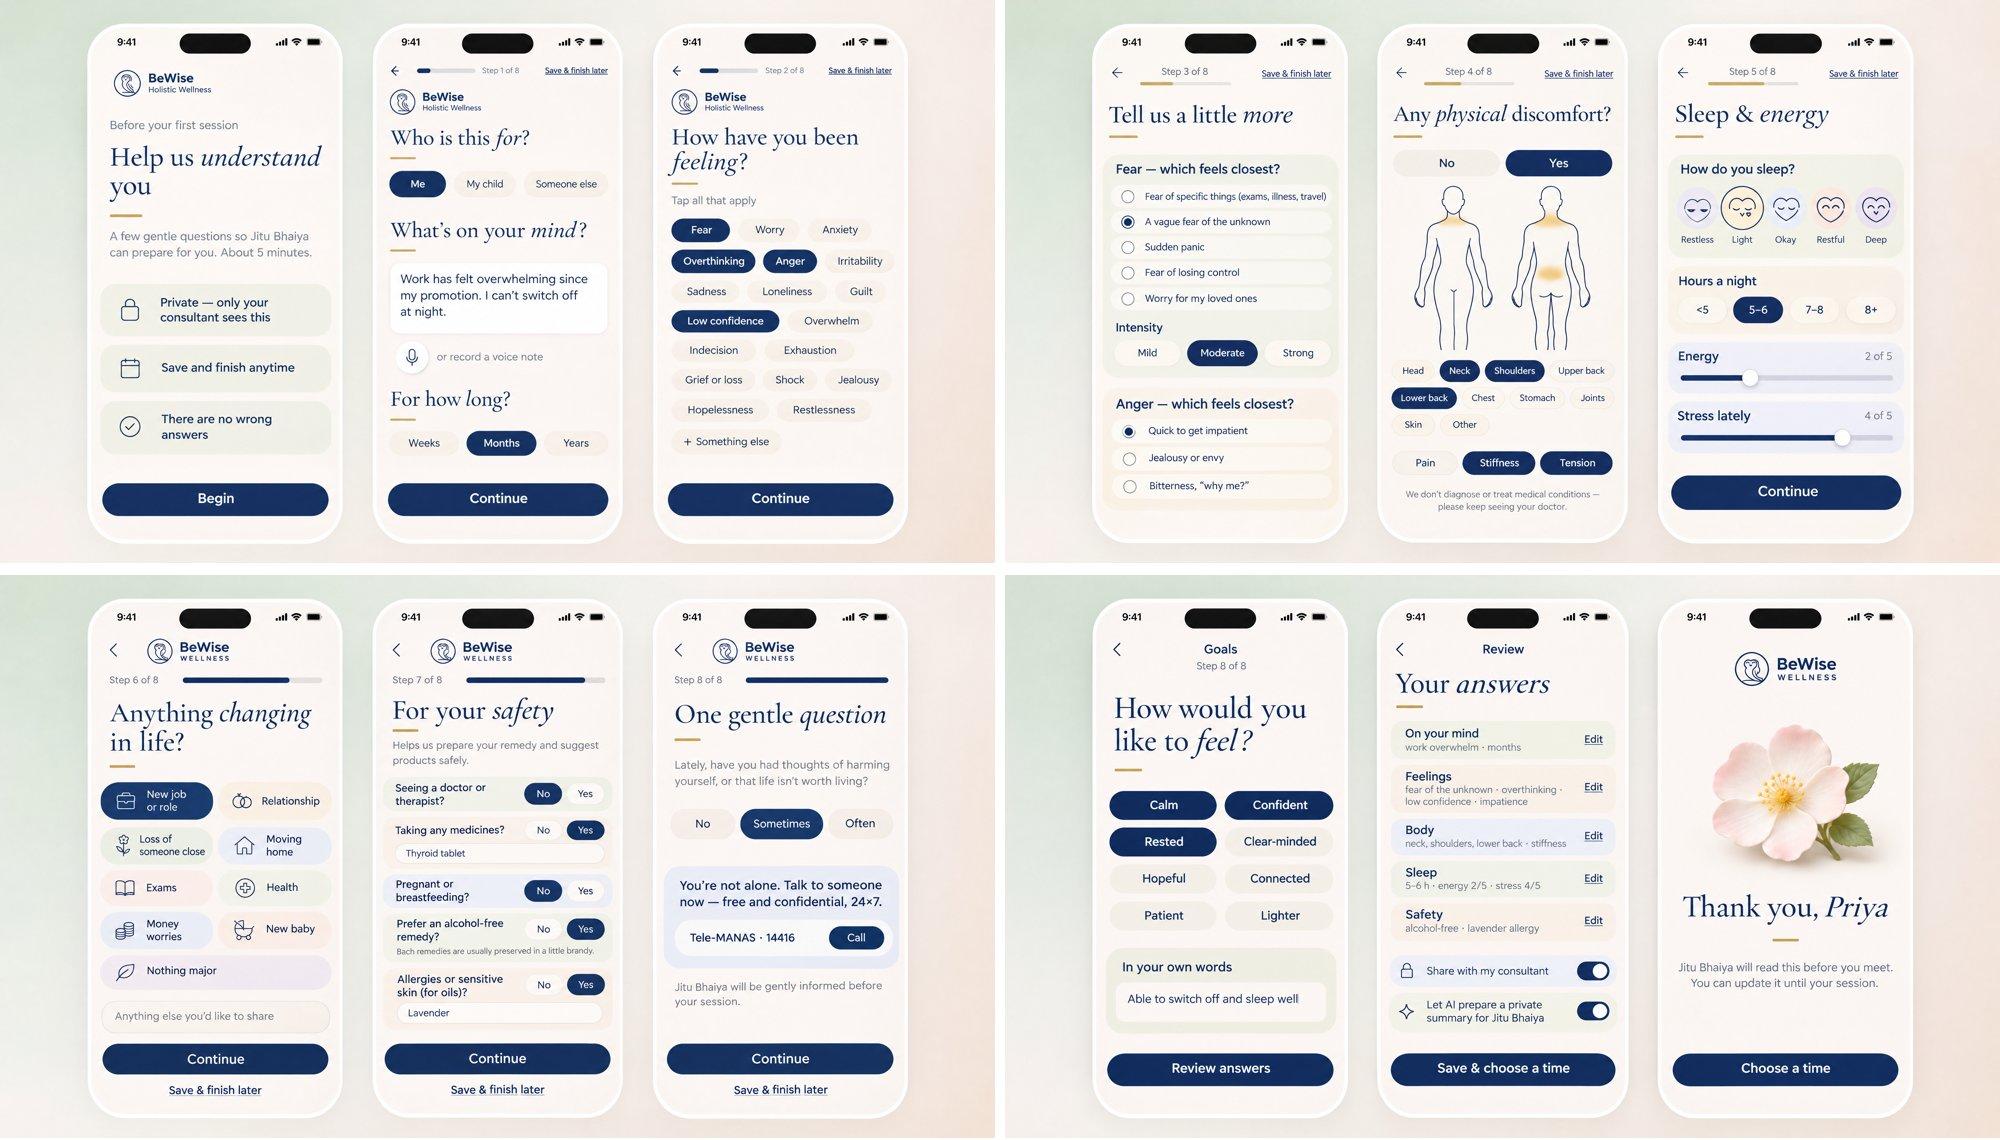 9:41
BeWise
Holistic Wellness
Before your first session
Help us understand
you
A few gentle questions so Jitu Bhaiya
can prepare for you. About 5 minutes.
Private — only your
consultant sees this
Save and finish anytime
There are no wrong
answers
Begin
9:41
Step 1 of 8
Save & finish later
BeWise
Holistic Wellness
Who is this for?
Me
My child
Someone else
What's on your mind?
Work has felt overwhelming since
my promotion. I can't switch off
at night.
or record a voice note
For how long?
Weeks
Months
Years
Continue
9:41
Step 2 of 8
Save & finish later
BeWise
Holistic Wellness
How have you been
feeling?
Tap all that apply
Fear
Worry
Anxiety
Overthinking
Anger
Irritability
Sadness
Loneliness
Guilt
Low confidence
Overwhelm
Indecision
Exhaustion
Grief or loss
Shock
Jealousy
Hopelessness
Restlessness
+ Something else
Continue
9:41
Step 3 of 8
Save & finish later
Tell us a little more
Fear — which feels closest?
Fear of specific things (exams, illness, travel)
A vague fear of the unknown
Sudden panic
Fear of losing control
Worry for my loved ones
Intensity
Mild
Moderate
Strong
Anger — which feels closest?
Quick to get impatient
Jealousy or envy
Bitterness, "why me?"
9:41
Step 4 of 8
Save & finish later
Any physical discomfort?
No
Yes
Head
Neck
Shoulders
Upper back
Lower back
Chest
Stomach
Joints
Skin
Other
Pain
Stiffness
Tension
We don't diagnose or treat medical conditions —
please keep seeing your doctor.
9:41
Step 5 of 8
Save & finish later
Sleep & energy
How do you sleep?
Restless
Light
Okay
Restful
Deep
Hours a night
<5
5–6
7–8
8+
Energy
2 of 5
Stress lately
4 of 5
Continue
9:41
BeWise
WELLNESS
Step 6 of 8
Anything changing
in life?
New job
or role
Relationship
Loss of
someone close
Moving
home
Exams
Health
Money
worries
New baby
Nothing major
Anything else you'd like to share
Continue
Save & finish later
9:41
BeWise
WELLNESS
Step 7 of 8
For your safety
Helps us prepare your remedy and suggest
products safely.
Seeing a doctor or
therapist?
No
Yes
Taking any medicines?
No
Yes
Thyroid tablet
Pregnant or
breastfeeding?
No
Yes
Prefer an alcohol-free
remedy?
No
Yes
Bach remedies are usually preserved in a little brandy.
Allergies or sensitive
skin (for oils)?
No
Yes
Lavender
Continue
Save & finish later
9:41
BeWise
WELLNESS
Step 8 of 8
One gentle question
Lately, have you had thoughts of harming
yourself, or that life isn't worth living?
No
Sometimes
Often
You're not alone. Talk to someone
now — free and confidential, 24×7.
Tele-MANAS · 14416
Call
Jitu Bhaiya will be gently informed before
your session.
Continue
Save & finish later
9:41
Goals
Step 8 of 8
How would you
like to feel?
Calm
Confident
Rested
Clear-minded
Hopeful
Connected
Patient
Lighter
In your own words
Able to switch off and sleep well
Review answers
9:41
Review
Your answers
On your mind
work overwhelm · months
Edit
Feelings
fear of the unknown · overthinking ·
low confidence · impatience
Edit
Body
neck, shoulders, lower back · stiffness
Edit
Sleep
5–6 h · energy 2/5 · stress 4/5
Edit
Safety
alcohol-free · lavender allergy
Edit
Share with my consultant
Let AI prepare a private
summary for Jitu Bhaiya
Save & choose a time
9:41
BeWise
WELLNESS
Thank you, Priya
Jitu Bhaiya will read this before you meet.
You can update it until your session.
Choose a time